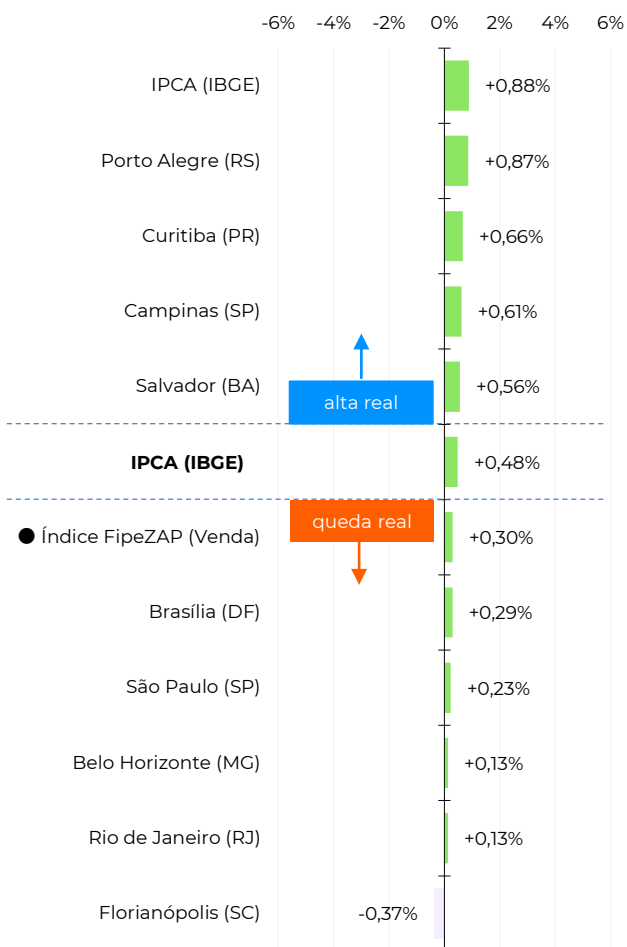 -6% -4% -2% 0% 2% 4% 6%
IPCA (IBGE) +0,88%
Porto Alegre (RS) +0,87%
Curitiba (PR) +0,66%
Campinas (SP) +0,61%
Salvador (BA) +0,56%
alta real
IPCA (IBGE) +0,48%
queda real
● Índice FipeZAP (Venda) +0,30%
Brasília (DF) +0,29%
São Paulo (SP) +0,23%
Belo Horizonte (MG) +0,13%
Rio de Janeiro (RJ) +0,13%
Florianópolis (SC) -0,37%